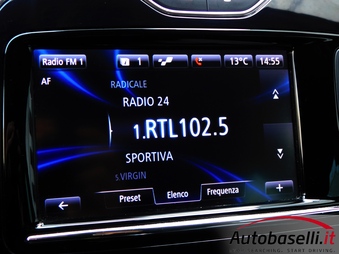 Radio FM 1
1
13°C
14:55
AF
RADICALE
RADIO 24
1.RTL102.5
SPORTIVA
S.VIRGIN
Preset
Elenco
Frequenza
+
Autobaselli.it